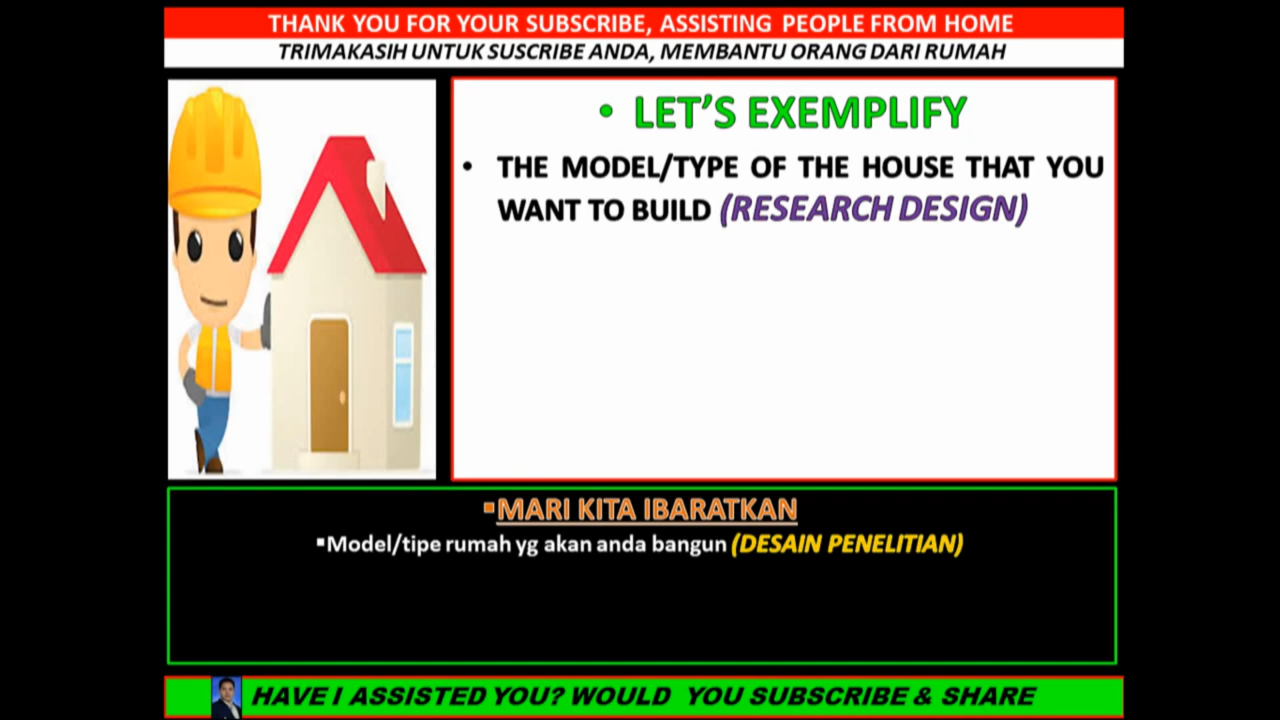 THANK YOU FOR YOUR SUBSCRIBE, ASSISTING PEOPLE FROM HOME
TRIMAKASIH UNTUK SUSCRIBE ANDA, MEMBANTU ORANG DARI RUMAH
• LET'S EXEMPLIFY
• THE MODEL/TYPE OF THE HOUSE THAT YOU
WANT TO BUILD (RESEARCH DESIGN)
▪MARI KITA IBARATKAN
▪Model/tipe rumah yg akan anda bangun (DESAIN PENELITIAN)
HAVE I ASSISTED YOU? WOULD YOU SUBSCRIBE & SHARE